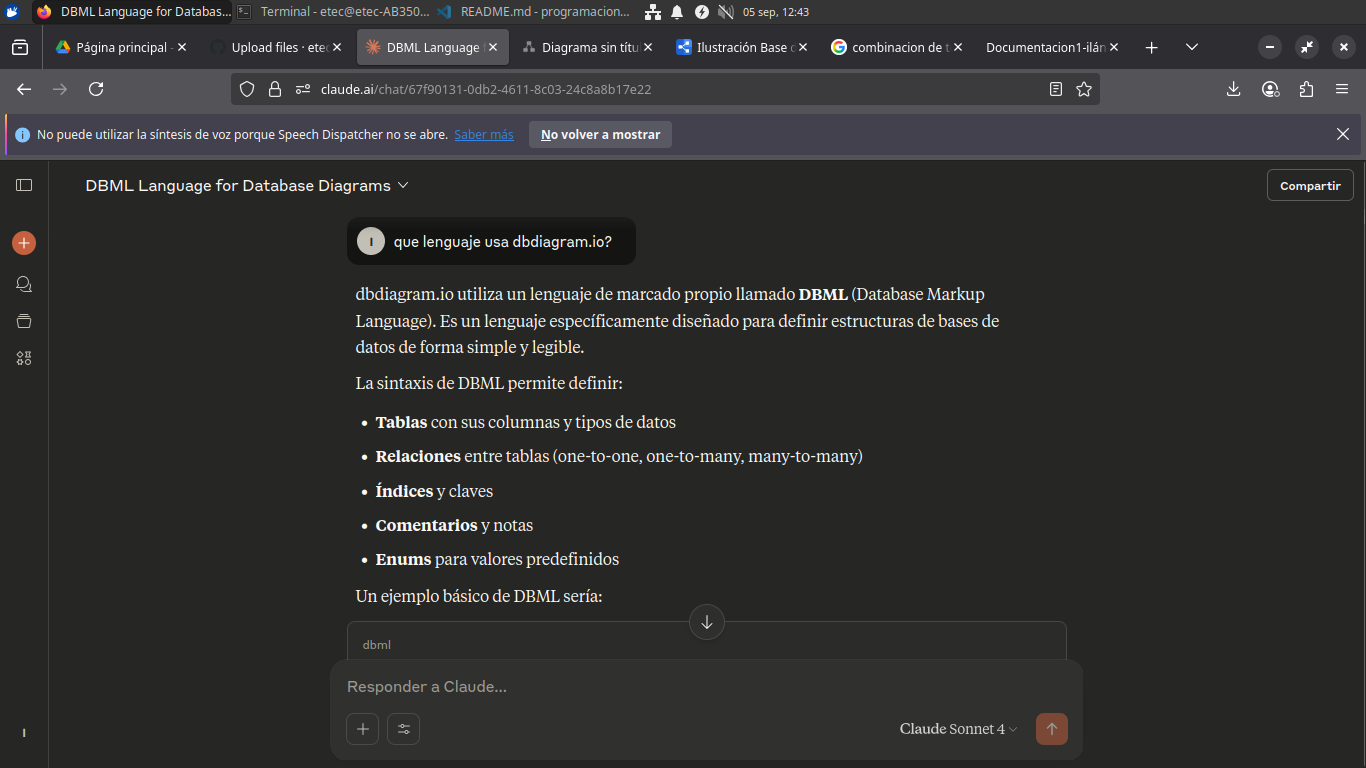 DBML Language for Databas...
Terminal - etec@etec-AB350...
README.md - programacion...
05 sep, 12:43
Página principal -
Upload files · etec
DBML Language
Diagrama sin títu
Ilustración Base d
combinacion de t
Documentacion1-ilán
claude.ai/chat/67f90131-0db2-4611-8c03-24c8a8b17e22
No puede utilizar la síntesis de voz porque Speech Dispatcher no se abre. Saber más No volver a mostrar
DBML Language for Database Diagrams
Compartir
I que lenguaje usa dbdiagram.io?
dbdiagram.io utiliza un lenguaje de marcado propio llamado DBML (Database Markup
Language). Es un lenguaje específicamente diseñado para definir estructuras de bases de
datos de forma simple y legible.
La sintaxis de DBML permite definir:
• Tablas con sus columnas y tipos de datos
• Relaciones entre tablas (one-to-one, one-to-many, many-to-many)
• Índices y claves
• Comentarios y notas
• Enums para valores predefinidos
Un ejemplo básico de DBML sería:
dbml
Responder a Claude...
Claude Sonnet 4
I